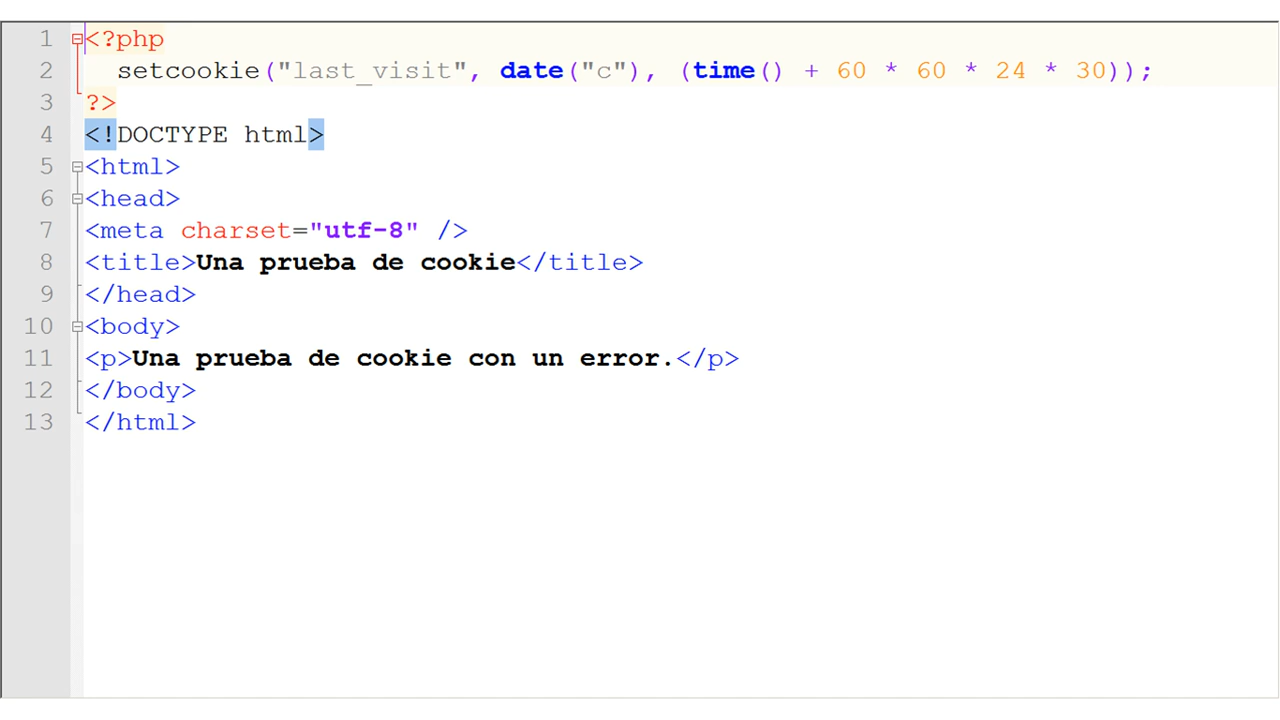 1 <?php
2 setcookie("last_visit", date("c"), (time() + 60 * 60 * 24 * 30));
3 ?>
4 <!DOCTYPE html>
5 <html>
6 <head>
7 <meta charset="utf-8" />
8 <title>Una prueba de cookie</title>
9 </head>
10 <body>
11 <p>Una prueba de cookie con un error.</p>
12 </body>
13 </html>